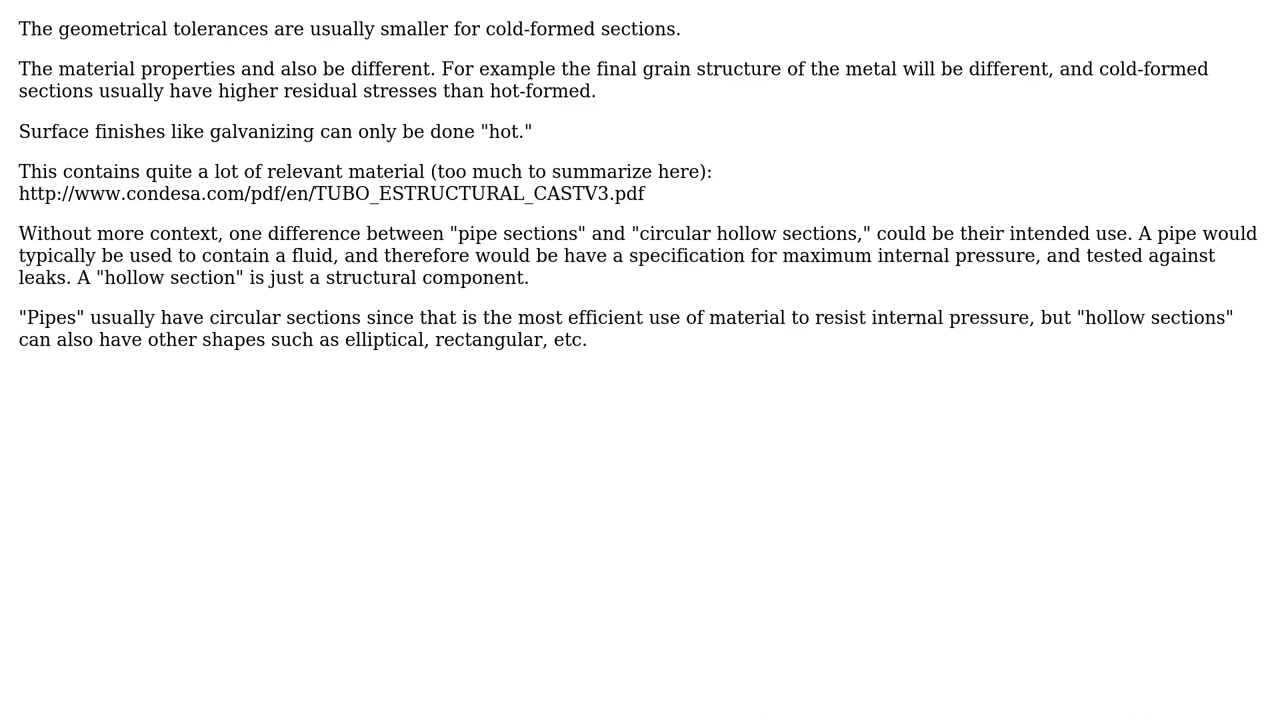 The geometrical tolerances are usually smaller for cold-formed sections.
The material properties and also be different. For example the final grain structure of the metal will be different, and cold-formed
sections usually have higher residual stresses than hot-formed.
Surface finishes like galvanizing can only be done "hot."
This contains quite a lot of relevant material (too much to summarize here):
http://www.condesa.com/pdf/en/TUBO_ESTRUCTURAL_CASTV3.pdf
Without more context, one difference between "pipe sections" and "circular hollow sections," could be their intended use. A pipe would
typically be used to contain a fluid, and therefore would be have a specification for maximum internal pressure, and tested against
leaks. A "hollow section" is just a structural component.
"Pipes" usually have circular sections since that is the most efficient use of material to resist internal pressure, but "hollow sections"
can also have other shapes such as elliptical, rectangular, etc.